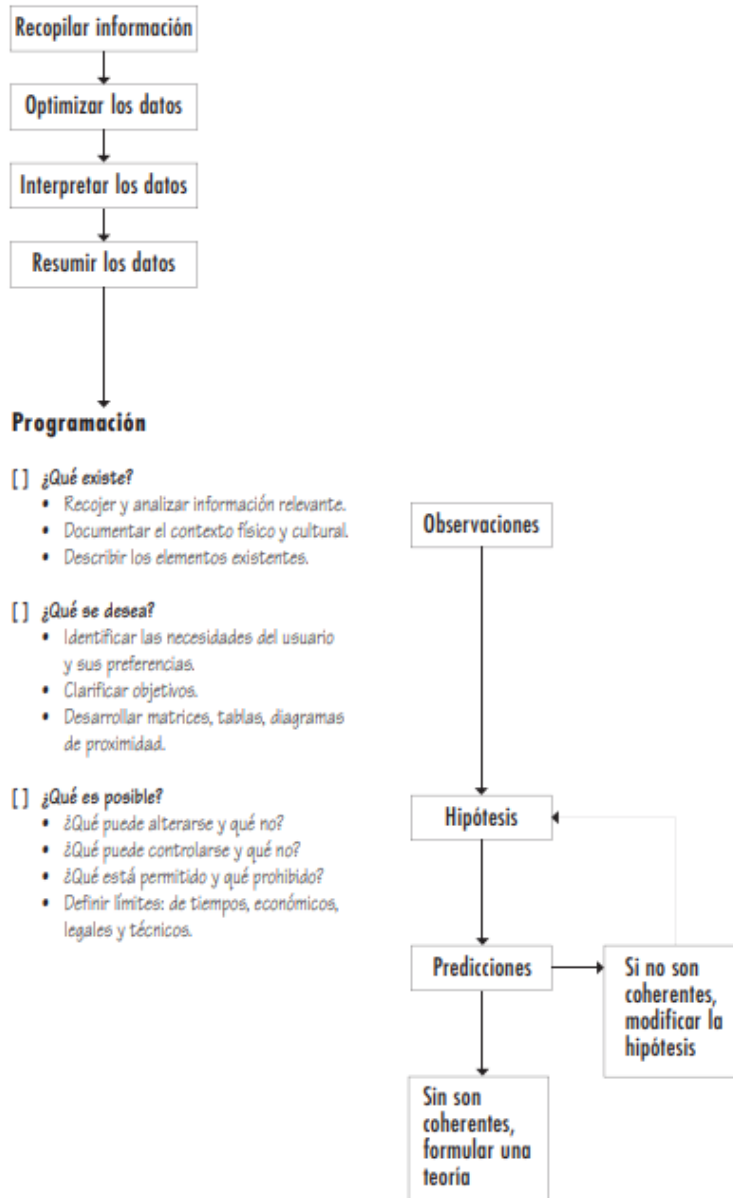 Recopilar información
Optimizar los datos
Interpretar los datos
Resumir los datos
Programación
[ ] ¿Qué existe?
• Recojer y analizar información relevante.
• Documentar el contexto físico y cultural.
• Describir los elementos existentes.
[ ] ¿Qué se desea?
• Identificar las necesidades del usuario
y sus preferencias.
• Clarificar objetivos.
• Desarrollar matrices, tablas, diagramas
de proximidad.
[ ] ¿Qué es posible?
• ¿Qué puede alterarse y qué no?
• ¿Qué puede controlarse y qué no?
• ¿Qué está permitido y qué prohibido?
• Definir límites: de tiempos, económicos,
legales y técnicos.
Observaciones
Hipótesis
Predicciones
Si no son
coherentes,
modificar la
hipótesis
Sin son
coherentes,
formular una
teoría